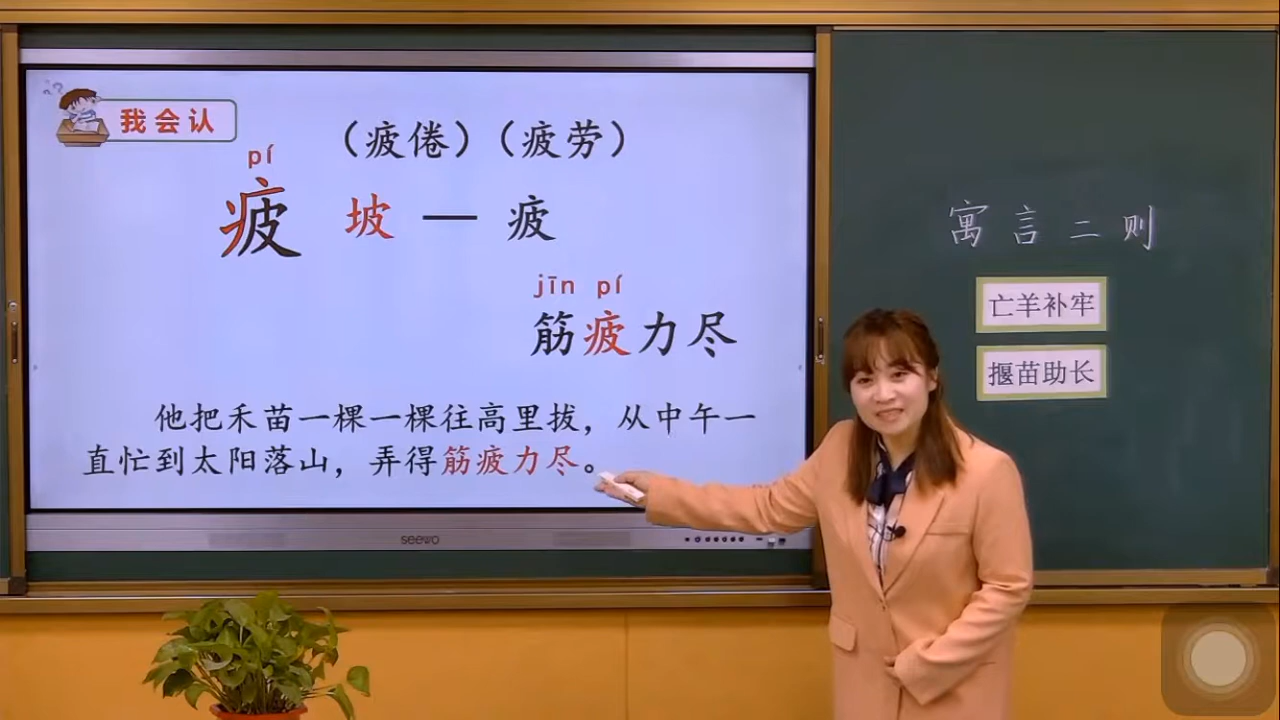 我会认
（疲倦）（疲劳）
pí
疲 坡 — 疲
jīn pí
筋疲力尽
他把禾苗一棵一棵往高里拔，从中午一
直忙到太阳落山，弄得筋疲力尽。
seewo
寓言二则
亡羊补牢
揠苗助长